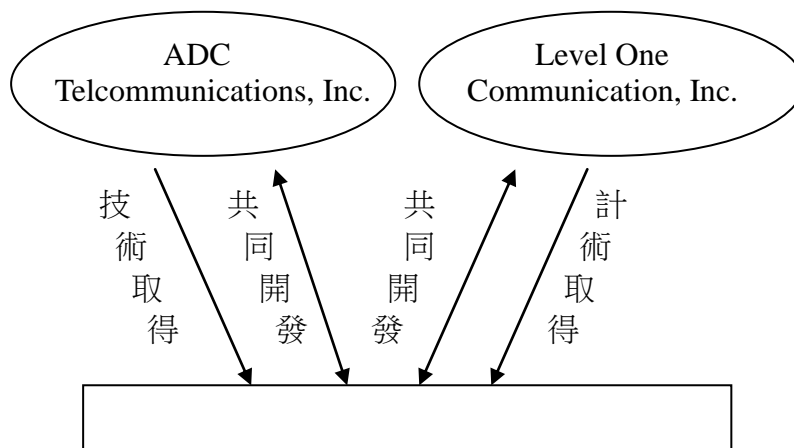 ADC
Telcommunications, Inc.
Level One
Communication, Inc.
技術取得
共同開發
共同開發
計術取得